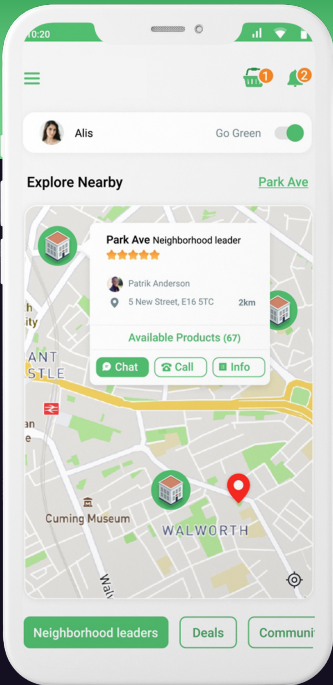 10:20
1
2
Alis
Go Green
Explore Nearby
Park Ave
Park Ave Neighborhood leader
Patrik Anderson
5 New Street, E16 5TC
2km
Available Products (67)
Chat
Call
Info
ity
ANT
STLE
Cuming Museum
WALWORTH
Neighborhood leaders
Deals
Communi